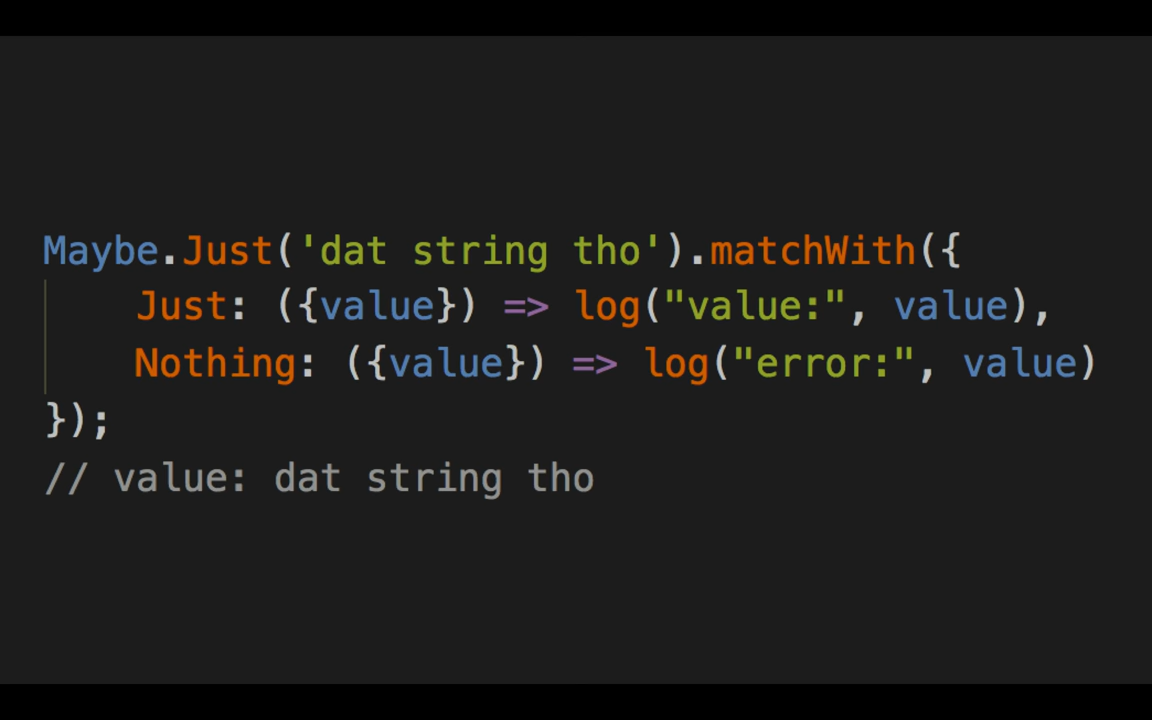 Maybe.Just('dat string tho').matchWith({
    Just: ({value}) => log("value:", value),
    Nothing: ({value}) => log("error:", value)
});
// value: dat string tho